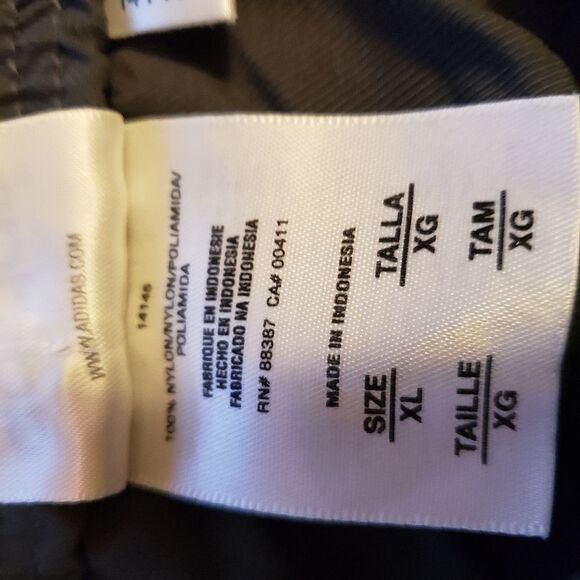 WWW.ADIDAS.COM
14145
100% NYLON/NYLON/POLIAMIDA/
POLIAMIDA
FABRIQUE EN INDONESIE
HECHO EN INDONESIA
FABRICADO NA INDONESIA
RN# 88387 CA# 00411
MADE IN INDONESIA
SIZE TALLA
XL XG
TAILLE TAM
XG XG